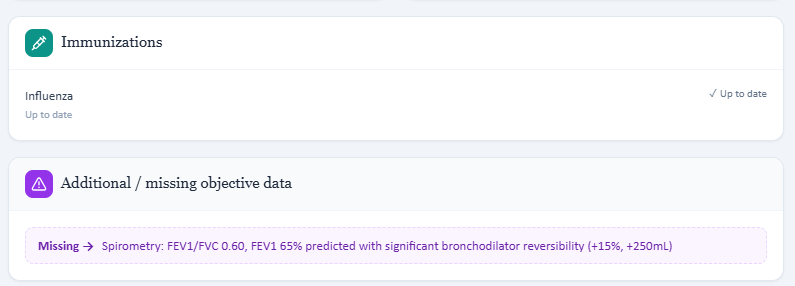 Immunizations
Influenza
✓ Up to date
Up to date
Additional / missing objective data
Missing → Spirometry: FEV1/FVC 0.60, FEV1 65% predicted with significant bronchodilator reversibility (+15%, +250mL)